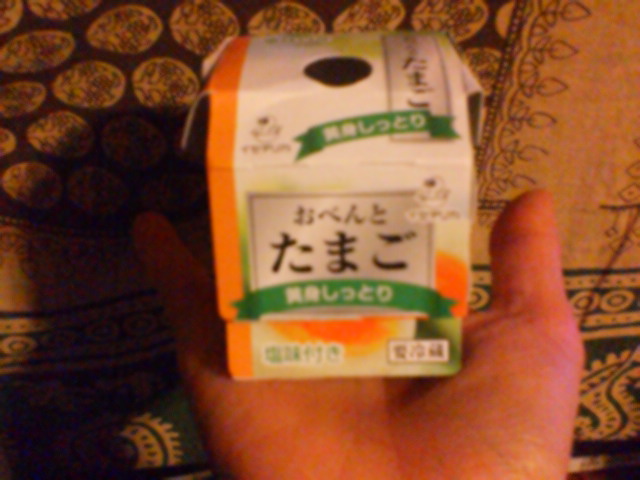 たまご
黄身しっとり
おべんと
たまご
黄身しっとり
塩味付き
要冷蔵